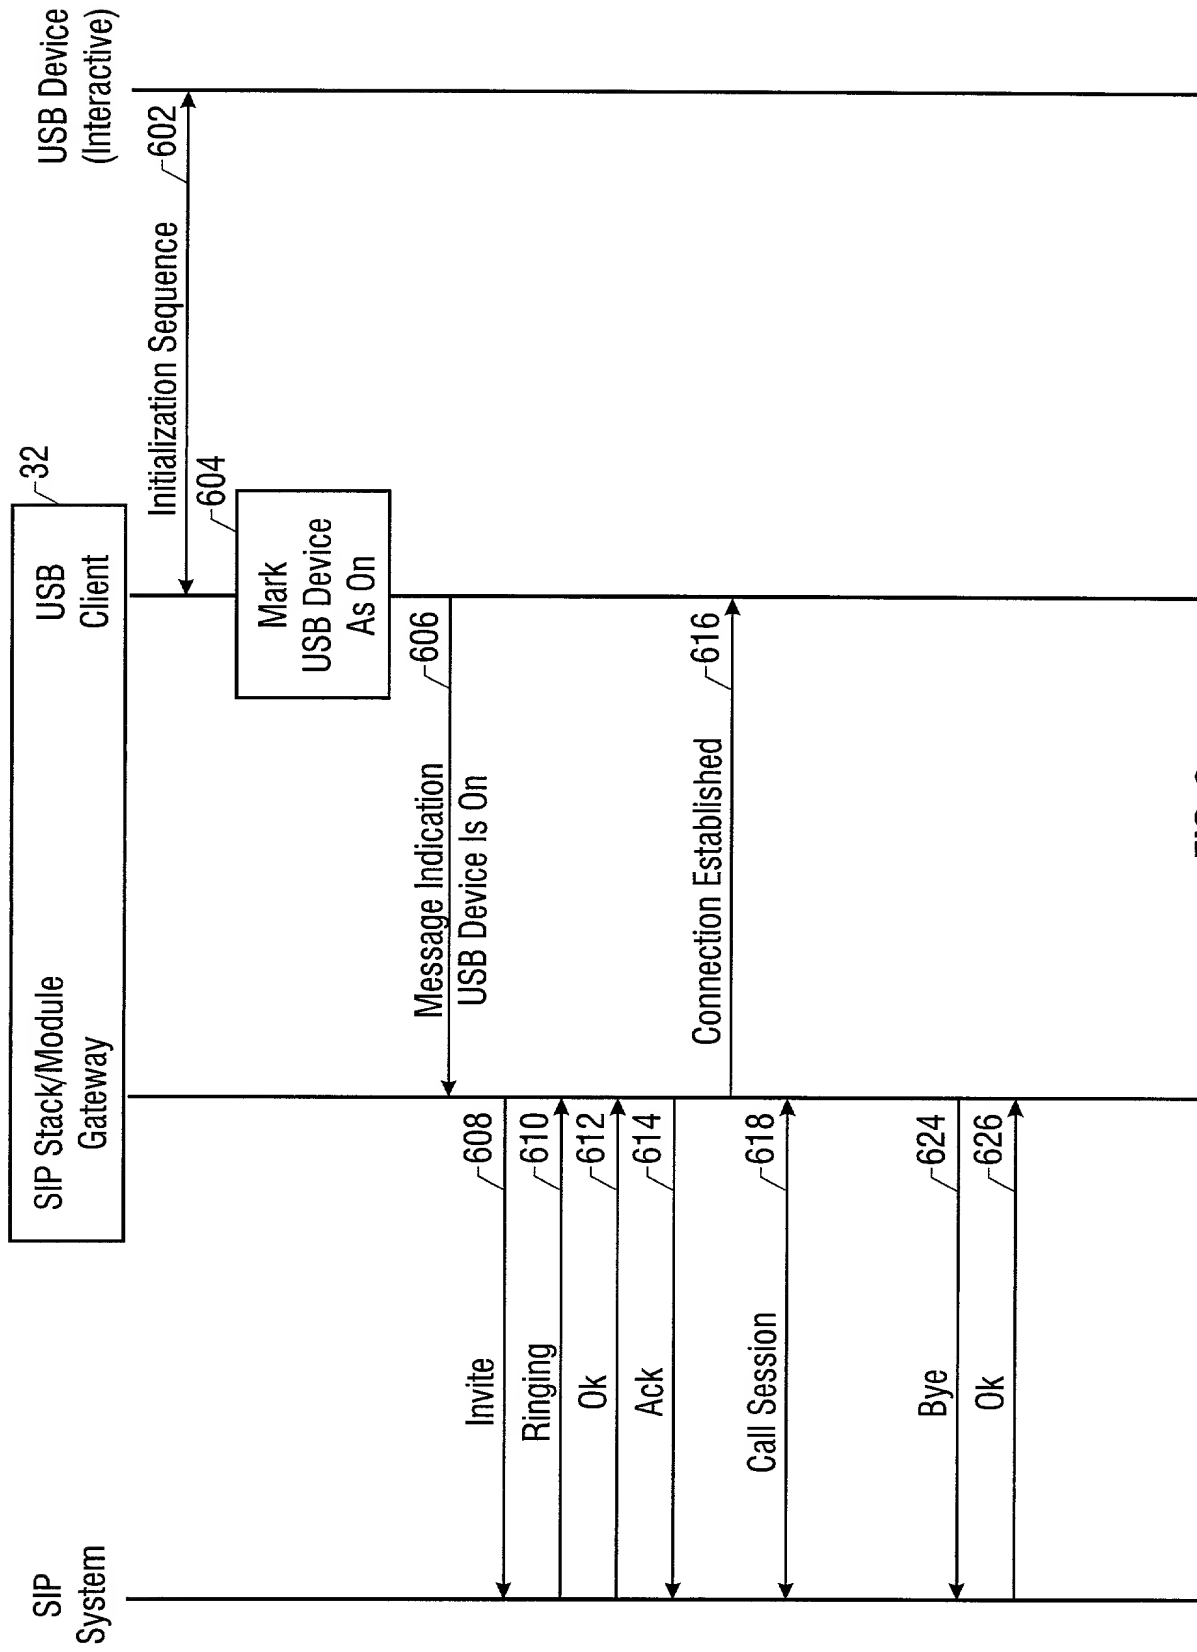 SIP
System
SIP Stack/Module
Gateway
USB
Client
32
USB Device
(Interactive)
Initialization Sequence
602
604
Mark
USB Device
As On
Message Indication
USB Device Is On
606
Invite
608
Ringing
610
Ok
612
Ack
614
Connection Established
616
Call Session
618
Bye
624
Ok
626